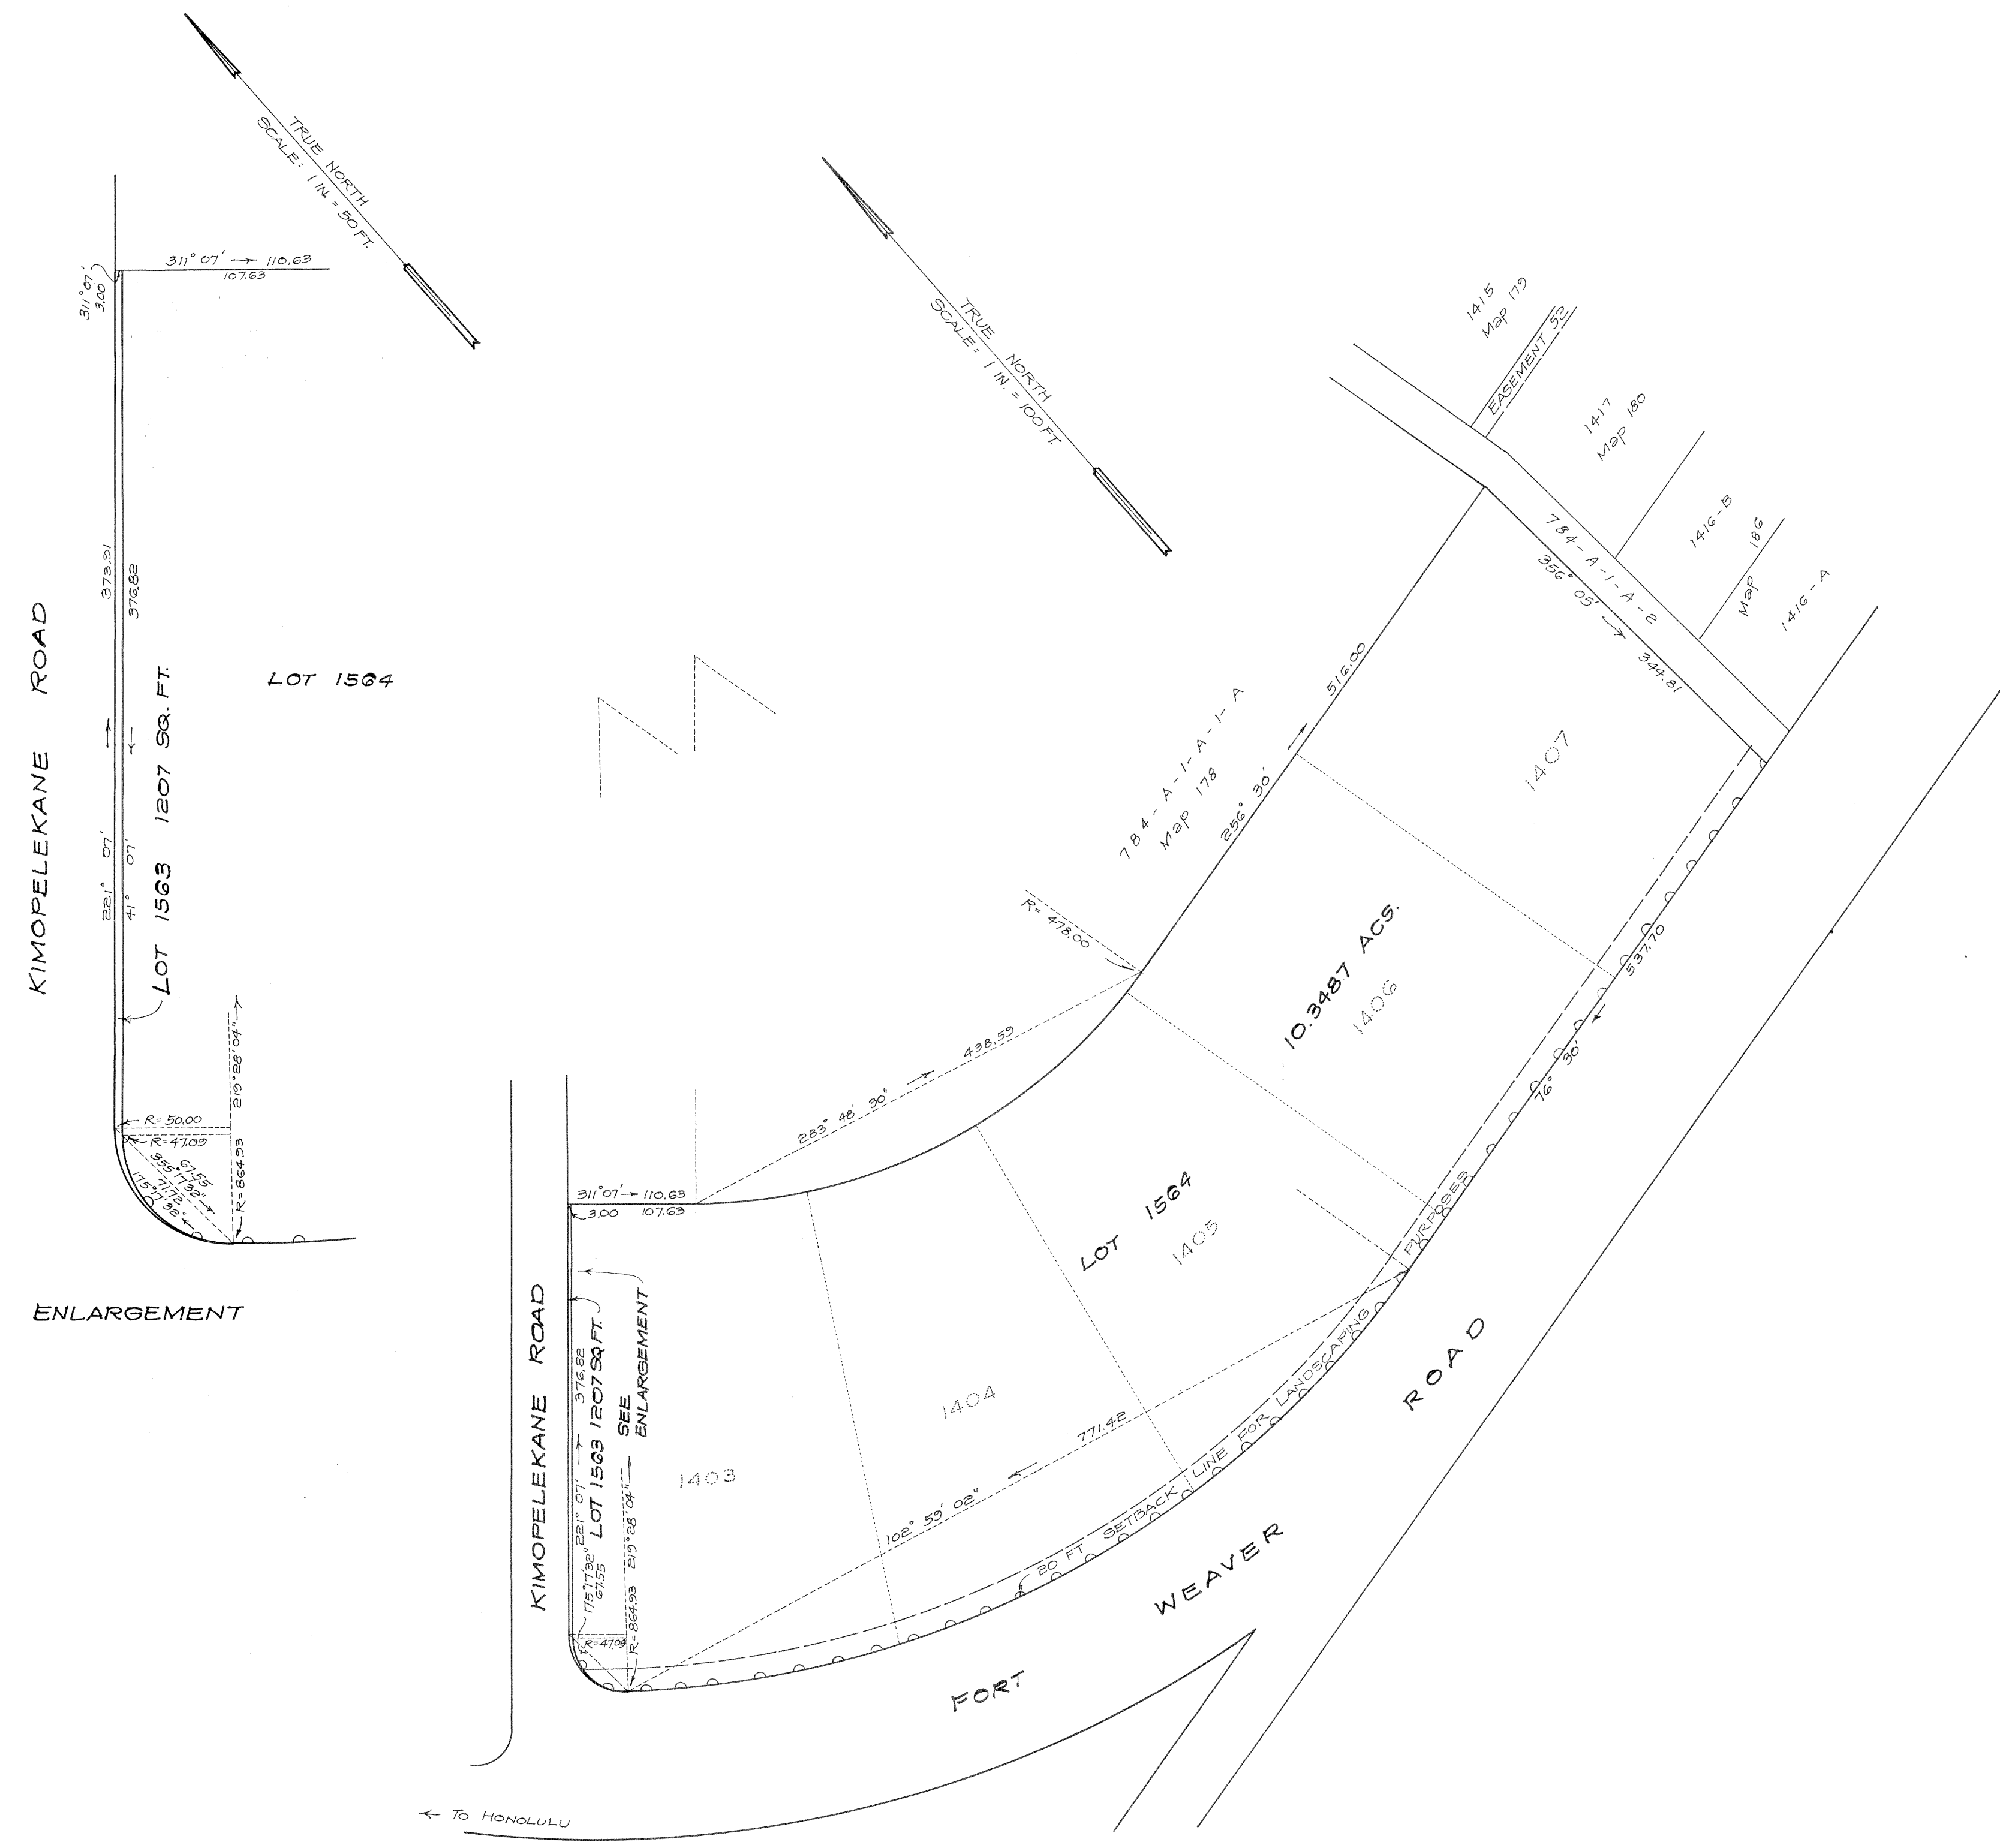 TRUE NORTH
SCALE: 1 IN. = 50 FT.
311° 07' → 110.63
107.63
311° 07'
3.00
373.91
376.82
KIMOPELEKANE ROAD
LOT 1564
LOT 1563 1207 SQ. FT.
221° 07'
41° 07'
219° 28' 04"
R = 864.93
R = 50.00
R = 47.09
67.55
355° 17' 32"
71.72
175° 17' 32"
ENLARGEMENT
TRUE NORTH
SCALE: 1 IN. = 100 FT.
1415
Map 179
EASEMENT 52
1417
Map 180
1416-B
Map 186
1416-A
784-A-1-A-2
356° 05'
344.81
516.00
256° 30'
784-A-1-A-1-A
Map 178
R = 478.00
1407
10.3487 ACS.
1406
537.70
76° 30'
438.59
283° 48' 30"
311° 07' → 110.63
3.00 107.63
LOT 1564
1405
1404
1403
KIMOPELEKANE ROAD
376.82
221° 07'
LOT 1563 1207 SQ. FT.
SEE
ENLARGEMENT
175° 17' 32"
67.55
R = 47.09
R = 864.93 219° 28' 04"
771.42
102° 59' 02"
20 FT SETBACK LINE FOR LANDSCAPING PURPOSES
FORT WEAVER ROAD
← TO HONOLULU